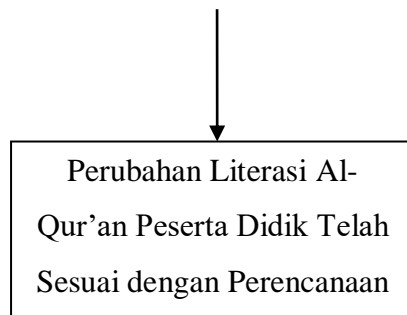 Perubahan Literasi Al-
Qur’an Peserta Didik Telah
Sesuai dengan Perencanaan